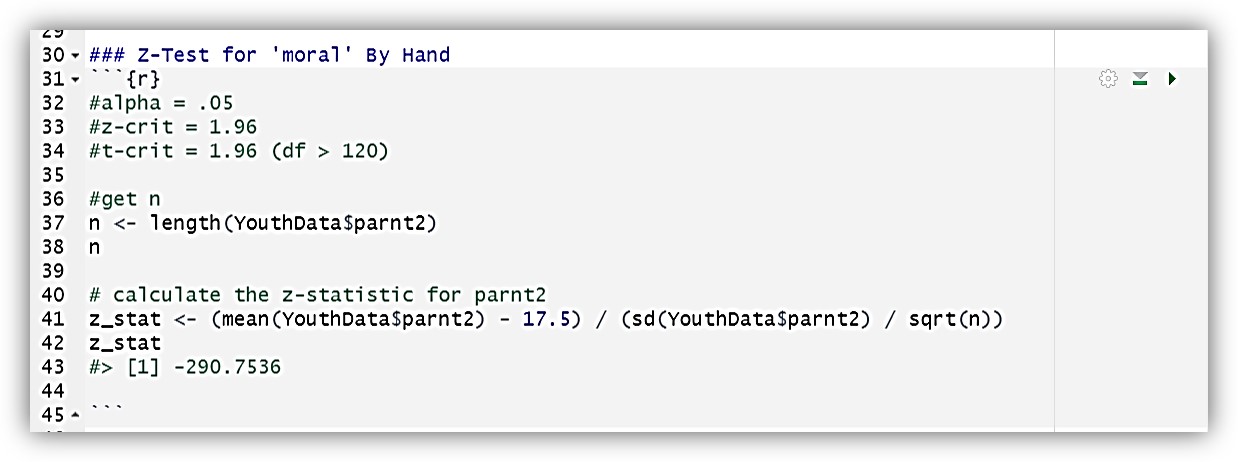 29
30 ### Z-Test for 'moral' By Hand
31 ```{r}
32 #alpha = .05
33 #z-crit = 1.96
34 #t-crit = 1.96 (df > 120)
35
36 #get n
37 n <- length(YouthData$parnt2)
38 n
39
40 # calculate the z-statistic for parnt2
41 z_stat <- (mean(YouthData$parnt2) - 17.5) / (sd(YouthData$parnt2) / sqrt(n))
42 z_stat
43 #> [1] -290.7536
44
45 ```